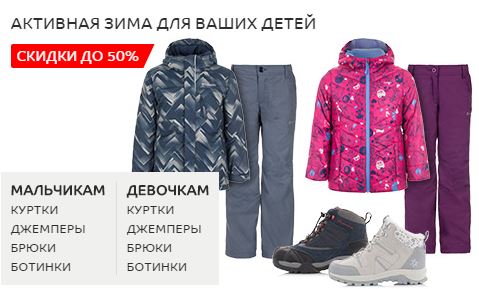 АКТИВНАЯ ЗИМА ДЛЯ ВАШИХ ДЕТЕЙ
СКИДКИ ДО 50%
МАЛЬЧИКАМ
КУРТКИ
ДЖЕМПЕРЫ
БРЮКИ
БОТИНКИ
ДЕВОЧКАМ
КУРТКИ
ДЖЕМПЕРЫ
БРЮКИ
БОТИНКИ